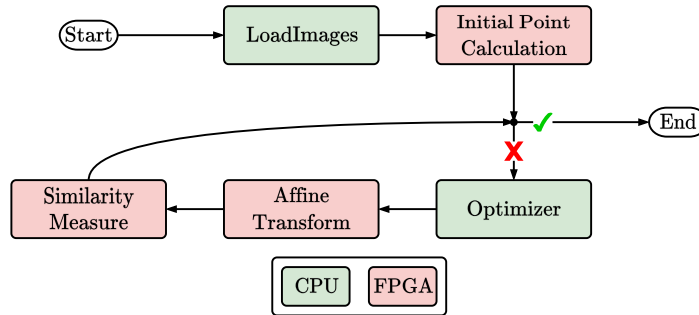 Start
LoadImages
Initial Point
Calculation
End
Similarity
Measure
Affine
Transform
Optimizer
CPU
FPGA